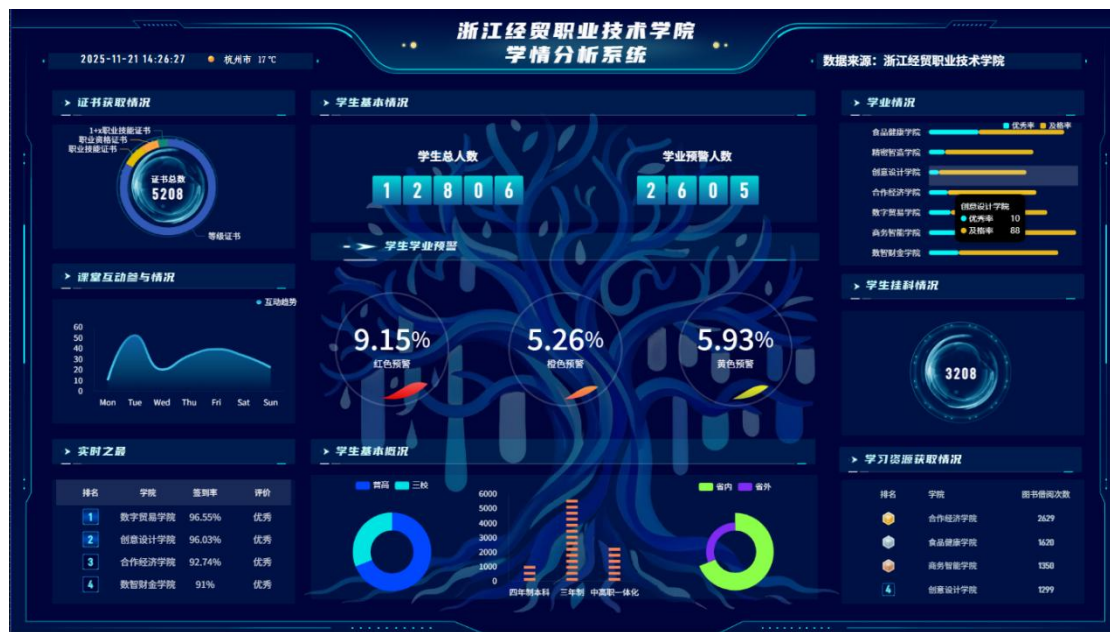 浙江经贸职业技术学院
学情分析系统
2025-11-21 14:26:27 杭州市 17℃
数据来源：浙江经贸职业技术学院
证书获取情况
1+x职业技能证书
职业资格证书
职业技能证书
证书总数
5208
等级证书
课堂互动参与情况
互动趋势
60
50
40
30
20
10
0
Mon Tue Wed Thu Fri Sat Sun
实时之最
排名 学院 签到率 评价
1 数字贸易学院 96.55% 优秀
2 创意设计学院 96.03% 优秀
3 合作经济学院 92.74% 优秀
4 数智财金学院 91% 优秀
学生基本情况
学生总人数
12806
学业预警人数
2605
学生学业预警
9.15%
红色预警
5.26%
橙色预警
5.93%
黄色预警
学生基本概况
普高 三校
6000
5000
4000
3000
2000
1000
0
四年制本科 三年制 中高职一体化
省内 省外
学业情况
优秀率 及格率
食品健康学院
精密智造学院
创意设计学院
合作经济学院
数字贸易学院
商务智能学院
数智财金学院
创意设计学院
优秀率 10
及格率 88
学生挂科情况
3208
学习资源获取情况
排名 学院 图书借阅次数
合作经济学院 2629
食品健康学院 1620
商务智能学院 1350
4 创意设计学院 1299